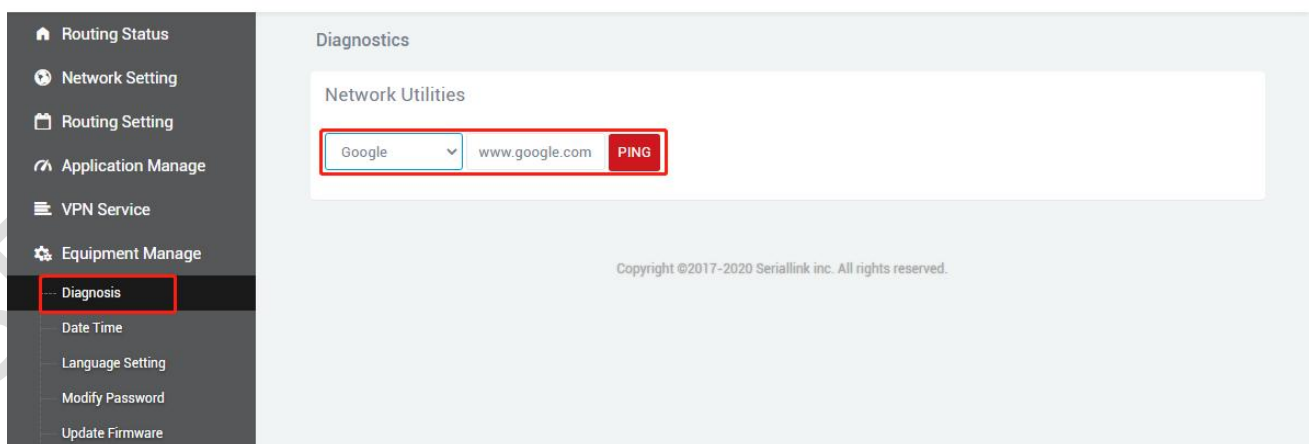 Routing Status
Network Setting
Routing Setting
Application Manage
VPN Service
Equipment Manage
Diagnosis
Date Time
Language Setting
Modify Password
Update Firmware
Diagnostics
Network Utilities
Google www.google.com PING
Copyright ©2017-2020 Seriallink inc. All rights reserved.